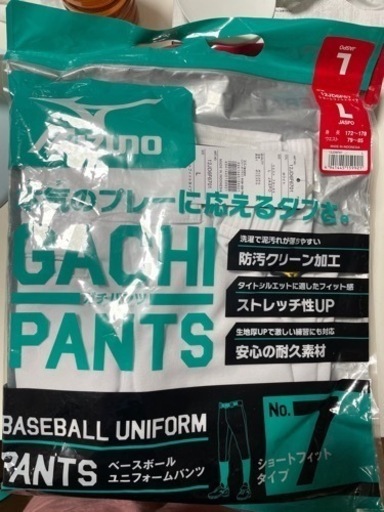 7
L
JASPO
172~179
79~85
Mizuno
12JD6F6701
L
本気のプレーに応えるタフさ。
GACHI
ガチパンツ
PANTS
洗濯で泥汚れが落ちやすい
防汚クリーン加工
タイトシルエットに適したフィット感
ストレッチ性UP
生地厚UPで激しい練習にも対応
安心の耐久素材
BASEBALL UNIFORM
PANTS
ベースボール
ユニフォームパンツ
No.7
ショートフィット
タイプ